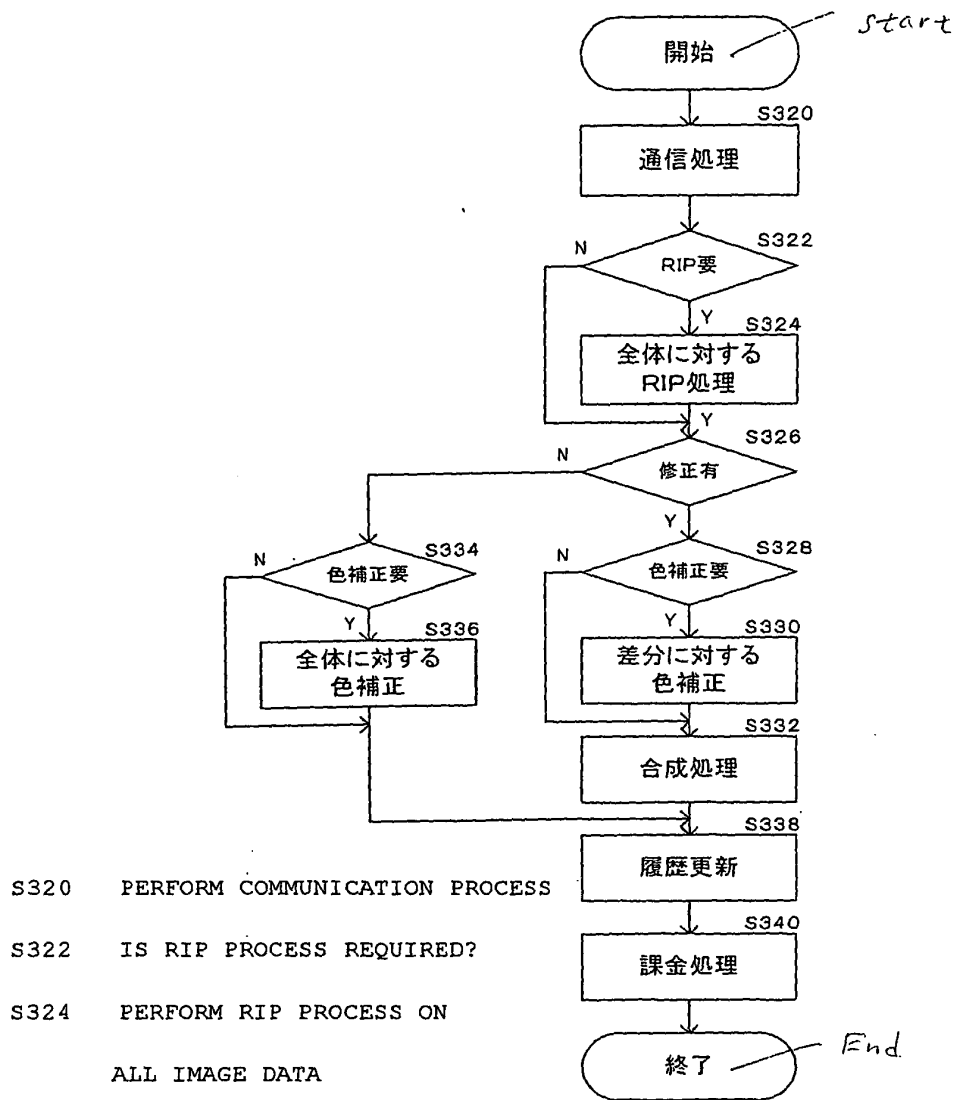 start
開始
S320
通信処理
S322
N
RIP要
Y
S324
全体に対する
RIP処理
Y
S326
N
修正有
Y
S334
N
色補正要
S328
N
色補正要
Y
S336
全体に対する
色補正
Y
S330
差分に対する
色補正
S332
合成処理
S338
履歴更新
S340
課金処理
終了
End
S320 PERFORM COMMUNICATION PROCESS
S322 IS RIP PROCESS REQUIRED?
S324 PERFORM RIP PROCESS ON
ALL IMAGE DATA